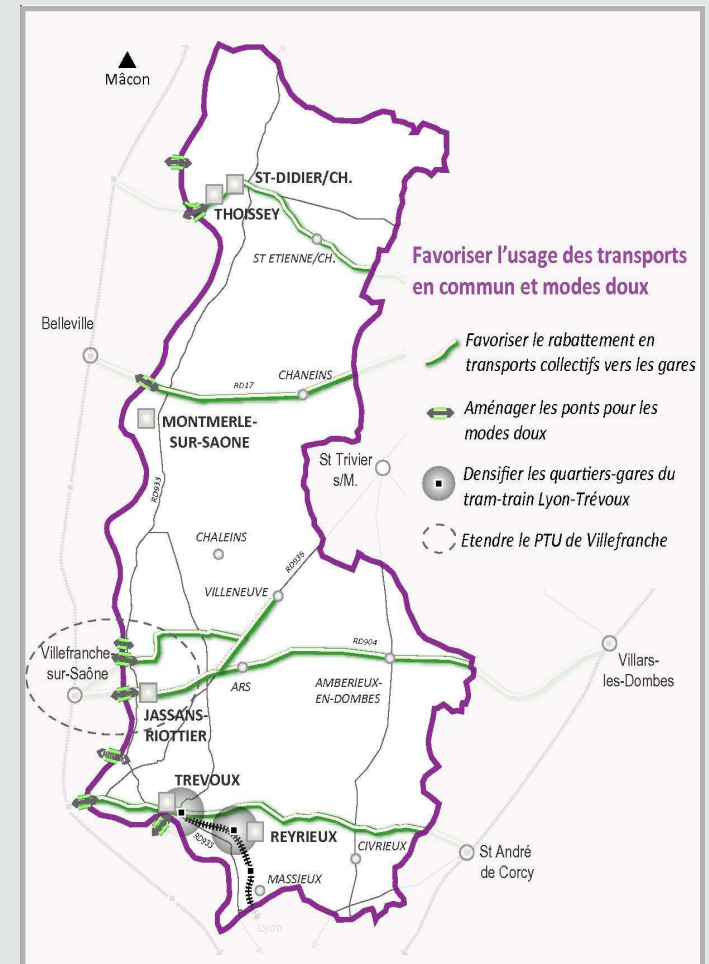 Mâcon
ST-DIDIER/CH.
THOISSEY
ST ETIENNE/CH.
Favoriser l'usage des transports
en commun et modes doux
Belleville
Favoriser le rabattement en
transports collectifs vers les gares
CHANEINS
RD17
Aménager les ponts pour les
modes doux
MONTMERLE-
SUR-SAONE
St Trivier
s/M.
Densifier les quartiers-gares du
tram-train Lyon-Trévoux
RD933
CHALEINS
RD936
Etendre le PTU de Villefranche
VILLENEUVE
RD904
Villefranche
sur-Saône
Villars-
les-Dombes
ARS
AMBERIEUX-
EN-DOMBES
JASSANS-
RIOTTIER
TREVOUX
REYRIEUX
RD933
CIVRIEUX
St André
de Corcy
MASSIEUX
Lyon